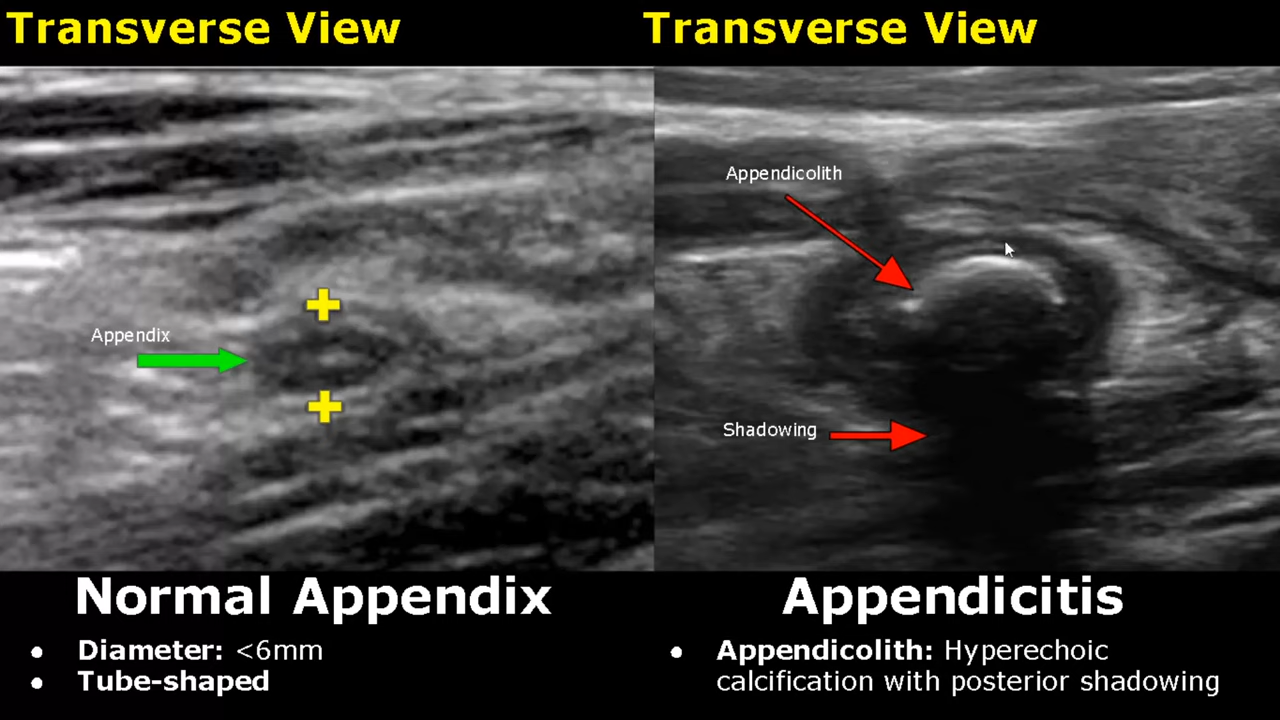 Transverse View
Transverse View
Appendicolith
Appendix
Shadowing
Normal Appendix
• Diameter: <6mm
• Tube-shaped
Appendicitis
• Appendicolith: Hyperechoic
calcification with posterior shadowing